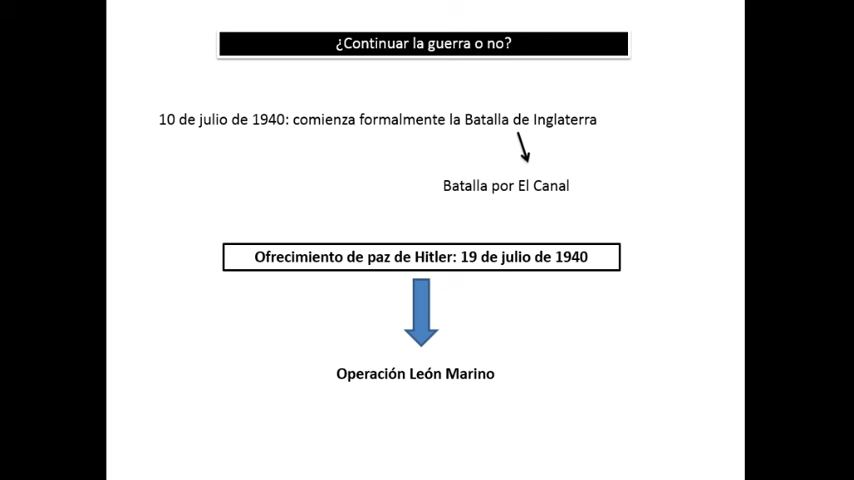 ¿Continuar la guerra o no?
10 de julio de 1940: comienza formalmente la Batalla de Inglaterra
Batalla por El Canal
Ofrecimiento de paz de Hitler: 19 de julio de 1940
Operación León Marino